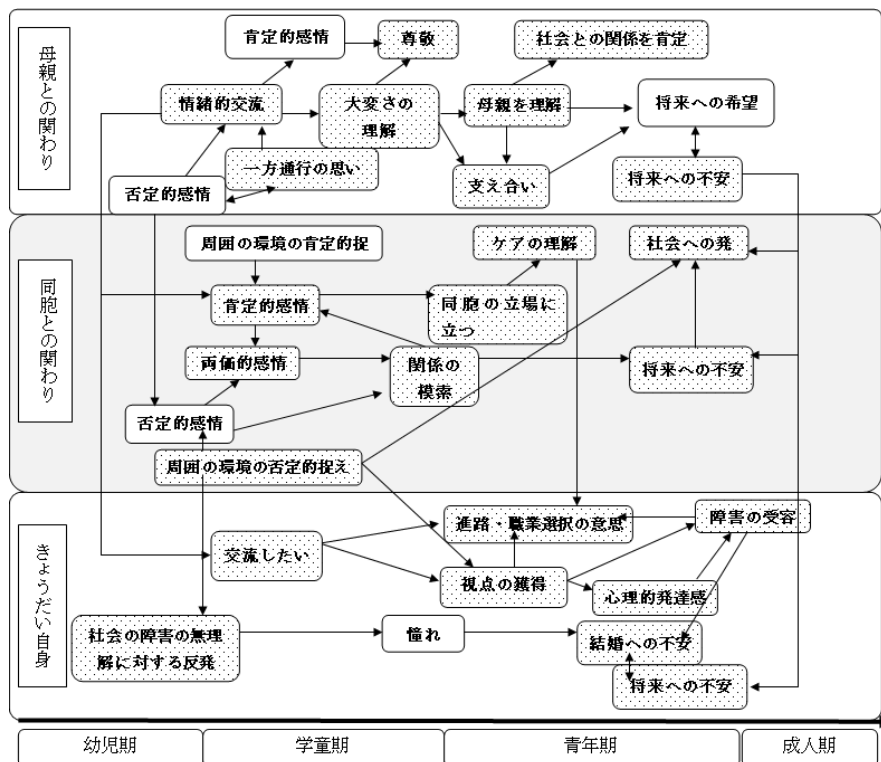 母親との関わり
肯定的感情
尊敬
社会との関係を肯定
情緒的交流
大変さの
理解
母親を理解
将来への希望
一方通行の思い
否定的感情
支え合い
将来への不安
同胞との関わり
周囲の環境の肯定的捉
ケアの理解
社会への発
肯定的感情
同胞の立場に
立つ
両価的感情
関係の
模索
将来への不安
否定的感情
周囲の環境の否定的捉え
きょうだい自身
進路・職業選択の意思
障害の受容
交流したい
視点の獲得
心理的発達感
社会の障害の無理
解に対する反発
憧れ
結婚への不安
将来への不安
幼児期
学童期
青年期
成人期